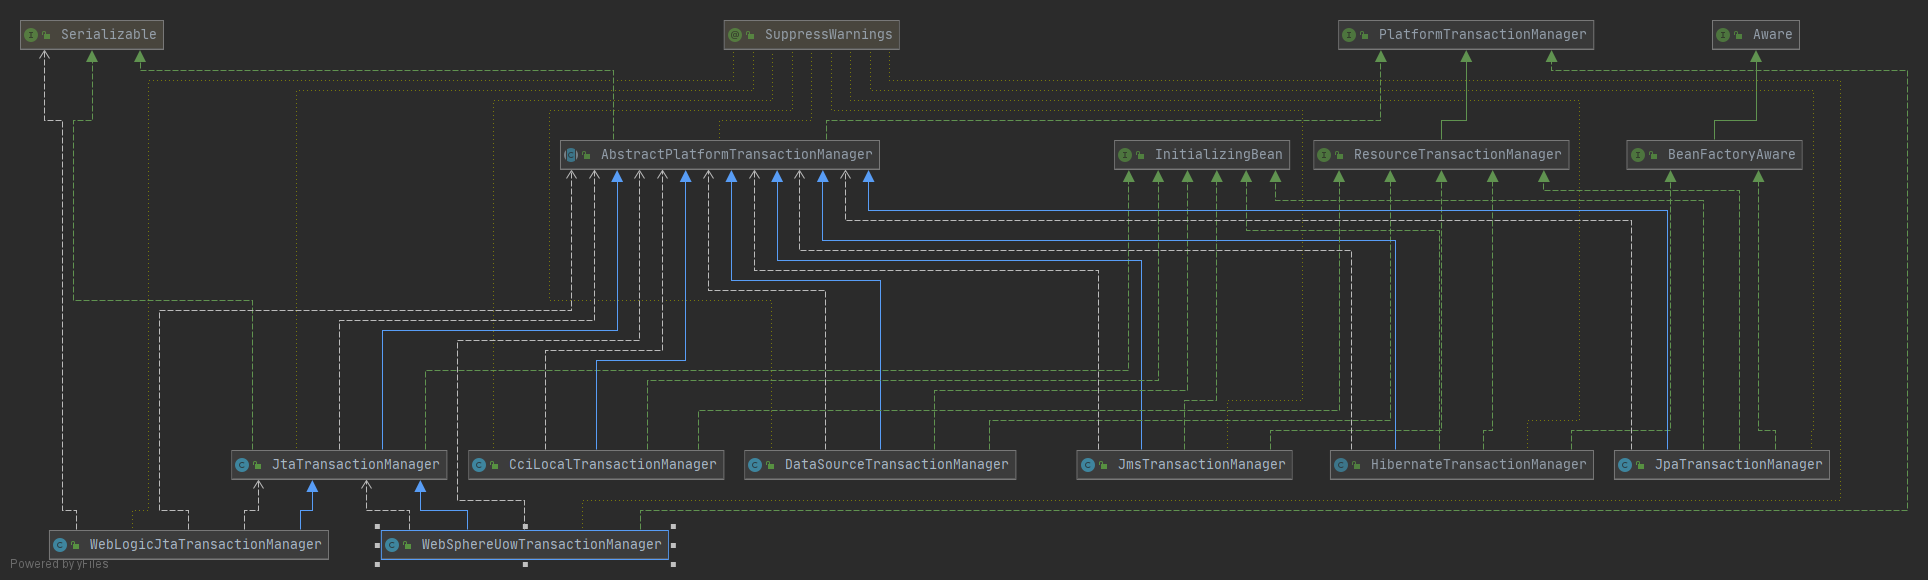 Serializable
SuppressWarnings
PlatformTransactionManager
Aware
AbstractPlatformTransactionManager
InitializingBean
ResourceTransactionManager
BeanFactoryAware
JtaTransactionManager
CciLocalTransactionManager
DataSourceTransactionManager
JmsTransactionManager
HibernateTransactionManager
JpaTransactionManager
WebLogicJtaTransactionManager
WebSphereUowTransactionManager
Powered by yFiles